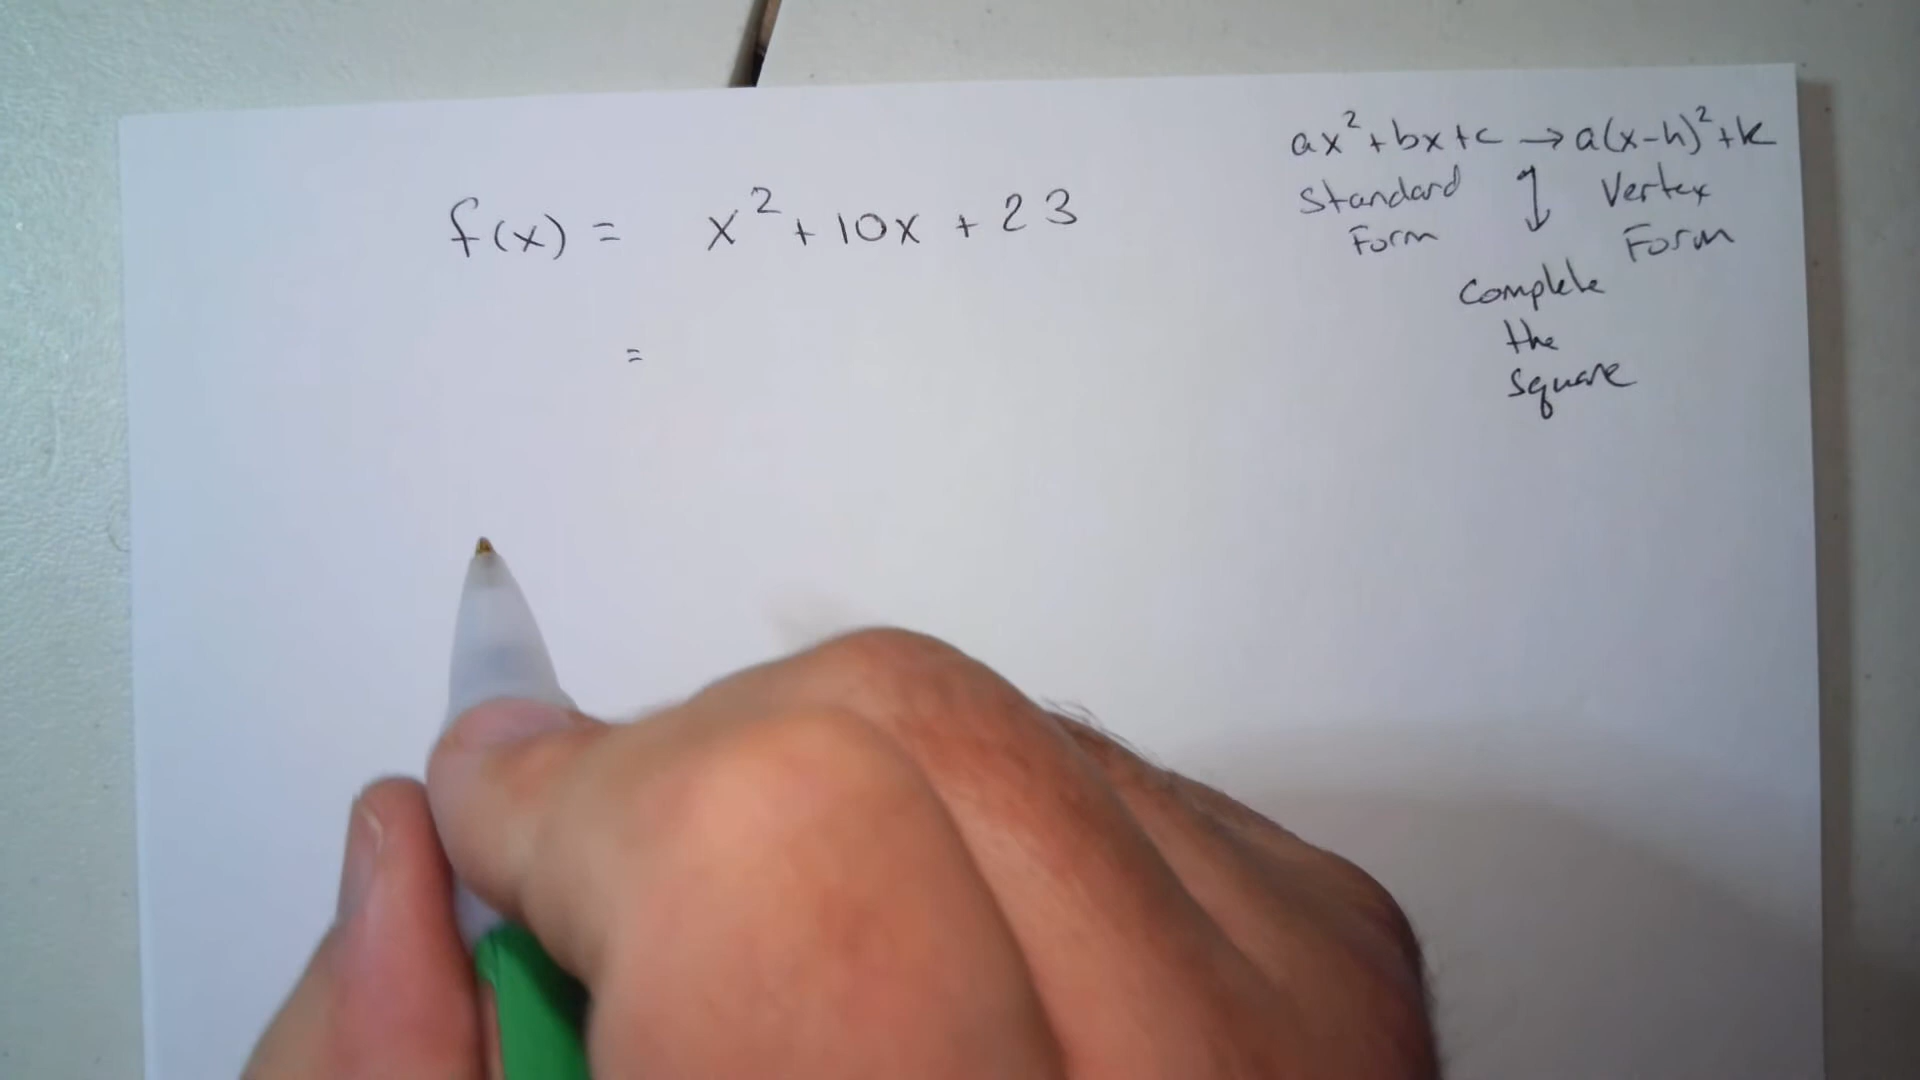 f(x) = x² + 10x + 23
=
ax² + bx + c → a(x-h)² + k
Standard Form
Vertex Form
↕
Complete
the
square